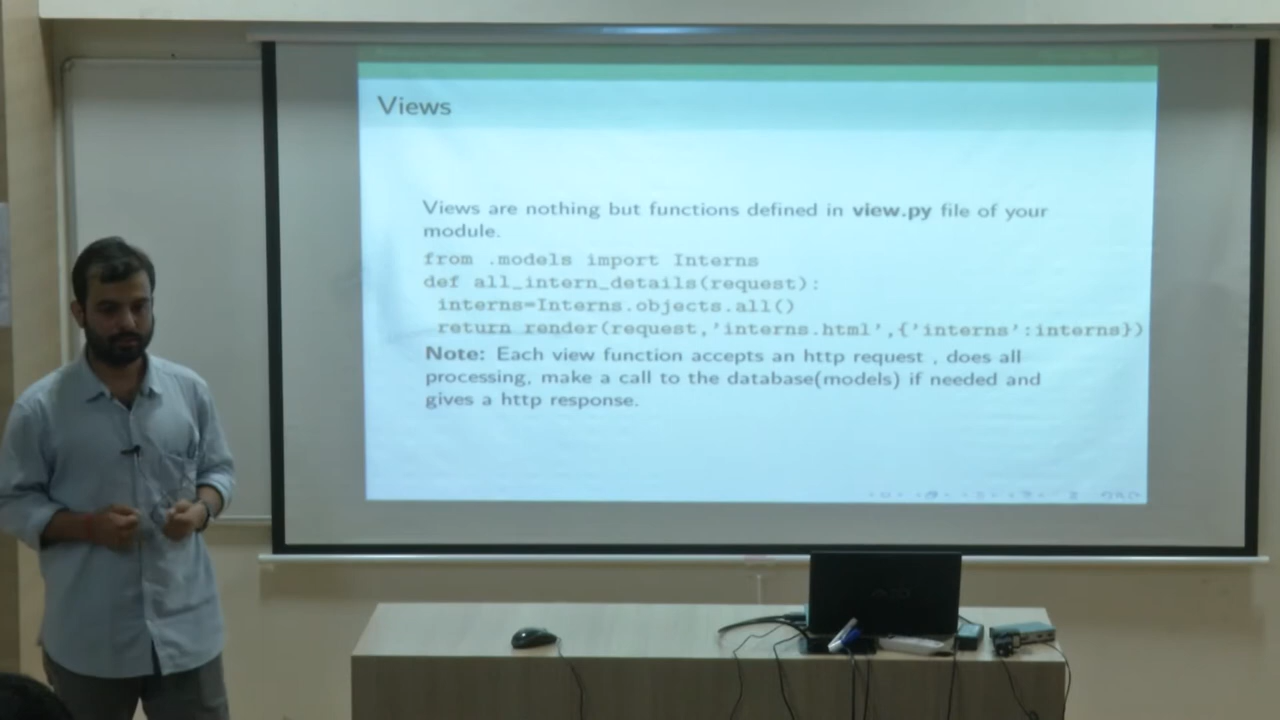 Views
Views are nothing but functions defined in view.py file of your
module.
from .models import Interns
def all_intern_details(request):
interns=Interns.objects.all()
return render(request,'interns.html',{'interns':interns})
Note: Each view function accepts an http request , does all
processing, make a call to the database(models) if needed and
gives a http response.